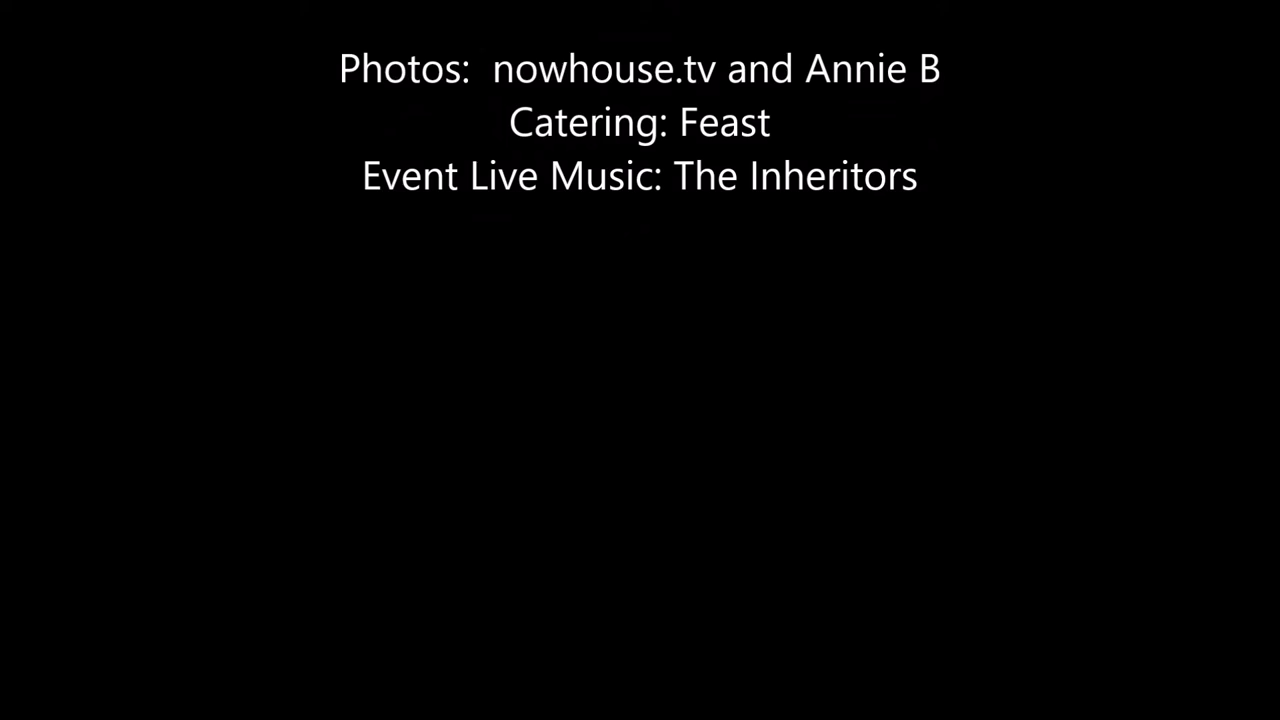 Photos:  nowhouse.tv and Annie B
Catering: Feast
Event Live Music: The Inheritors